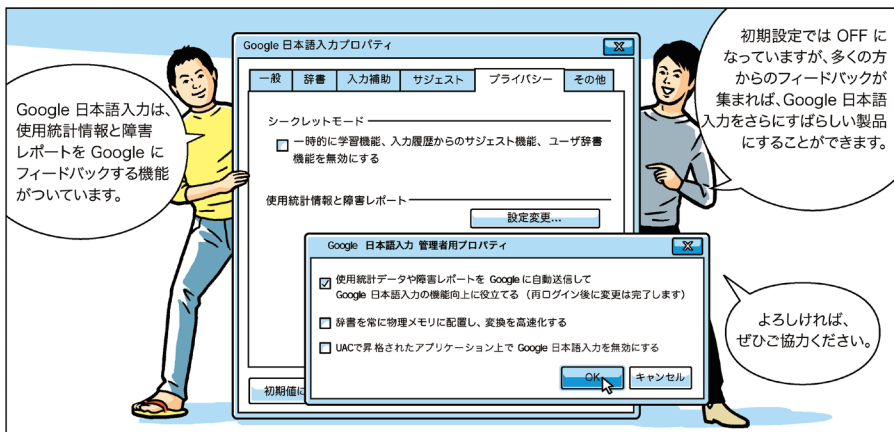 Google 日本語入力は、
使用統計情報と障害
レポートを Google に
フィードバックする機能
がついています。
初期設定では OFF に
なっていますが、多くの方
からのフィードバックが
集まれば、Google 日本語
入力をさらにすばらしい製品
にすることができます。
Google 日本語入力プロパティ
一般 辞書 入力補助 サジェスト プライバシー その他
シークレットモード
一時的に学習機能、入力履歴からのサジェスト機能、ユーザ辞書
機能を無効にする
使用統計情報と障害レポート
設定変更...
Google 日本語入力 管理者用プロパティ
使用統計データや障害レポートを Googleに自動送信して
Google 日本語入力の機能向上に役立てる（再ログイン後に変更は完了します）
辞書を常に物理メモリに配置し、変換を高速化する
UACで昇格されたアプリケーション上で Google 日本語入力を無効にする
OK キャンセル
初期値に
よろしければ、
ぜひご協力ください。